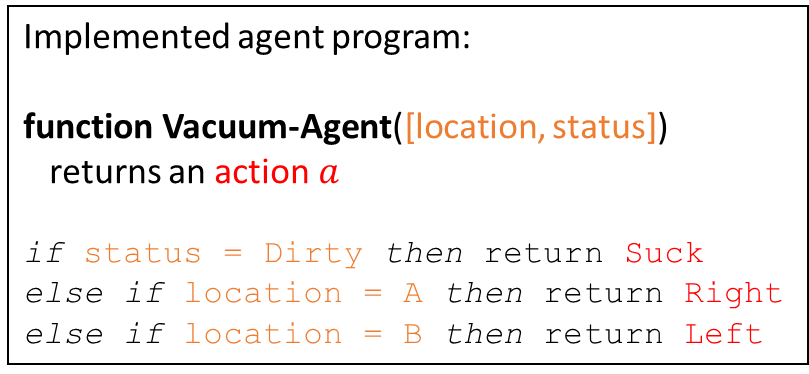 Implemented agent program:
function Vacuum-Agent([location, status])
returns an action a
if status = Dirty then return Suck
else if location = A then return Right
else if location = B then return Left